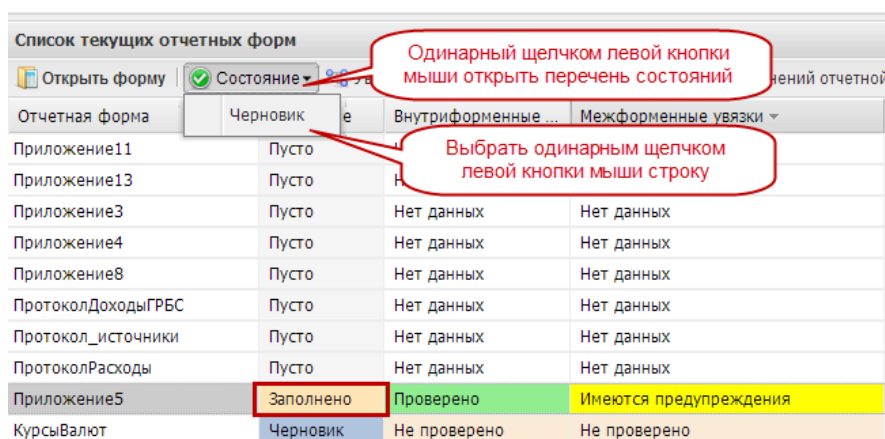 Список текущих отчетных форм
Одинарный щелчком левой кнопки
мыши открыть перечень состояний
Открыть форму Состояние ений отчетной
Отчетная форма Черновик е Внутриформенные ... Межформенные увязки
Выбрать одинарным щелчком
левой кнопки мыши строку
Приложение11 Пусто
Приложение13 Пусто
Приложение3 Пусто Нет данных Нет данных
Приложение4 Пусто Нет данных Нет данных
Приложение8 Пусто Нет данных Нет данных
ПротоколДоходыГРБС Пусто Нет данных Нет данных
Протокол_источники Пусто Нет данных Нет данных
ПротоколРасходы Пусто Нет данных Нет данных
Приложение5 Заполнено Проверено Имеются предупреждения
КурсыВалют Черновик Не проверено Не проверено